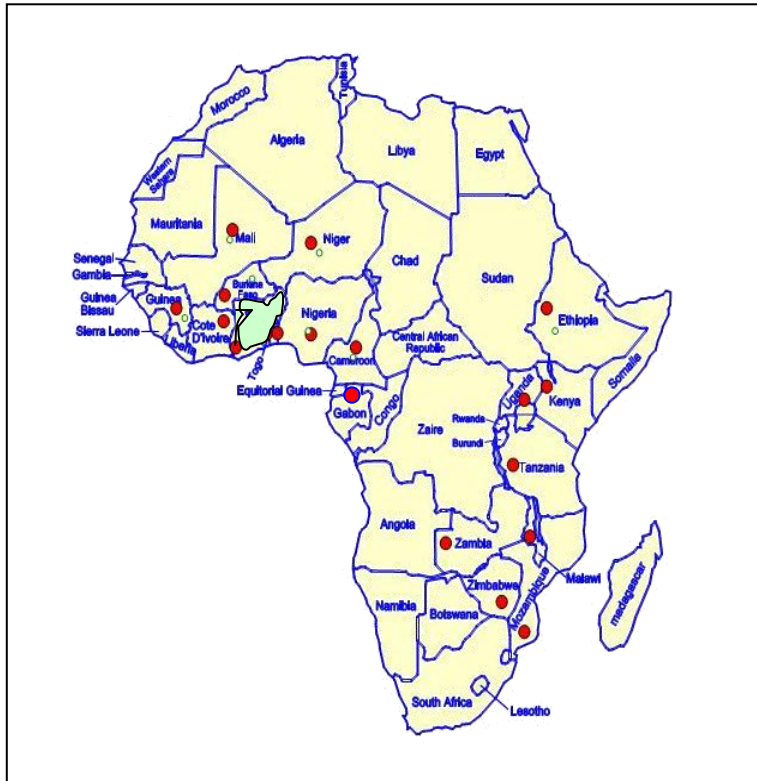 Tunisia
Morocco
Algeria
Libya
Egypt
Western
Sahara
Mauritania
Mali
Niger
Chad
Sudan
Senegal
Gambia
Guinea
Bissau
Guinea
Burkina
Faso
Sierra Leone
Liberia
Cote
D'Ivoire
Togo
Nigeria
Cameroon
Central African
Republic
Ethiopia
Somalia
Equitorial Guinea
Gabon
Congo
Zaire
Uganda
Kenya
Rwanda
Burundi
Tanzania
Angola
Zambia
Malawi
Mozambique
Zimbabwe
Namibia
Botswana
madagascar
South Africa
Lesotho